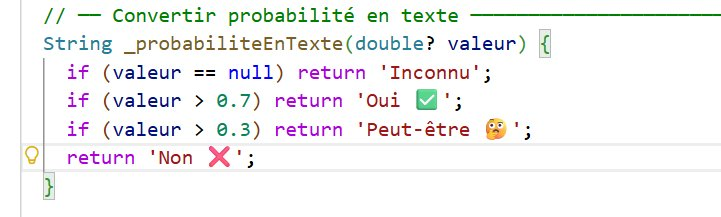 // —— Convertir probabilité en texte ————————————————
String _probabiliteEnTexte(double? valeur) {
if (valeur == null) return 'Inconnu';
if (valeur > 0.7) return 'Oui ✅';
if (valeur > 0.3) return 'Peut-être 🤔';
return 'Non ❌';
}